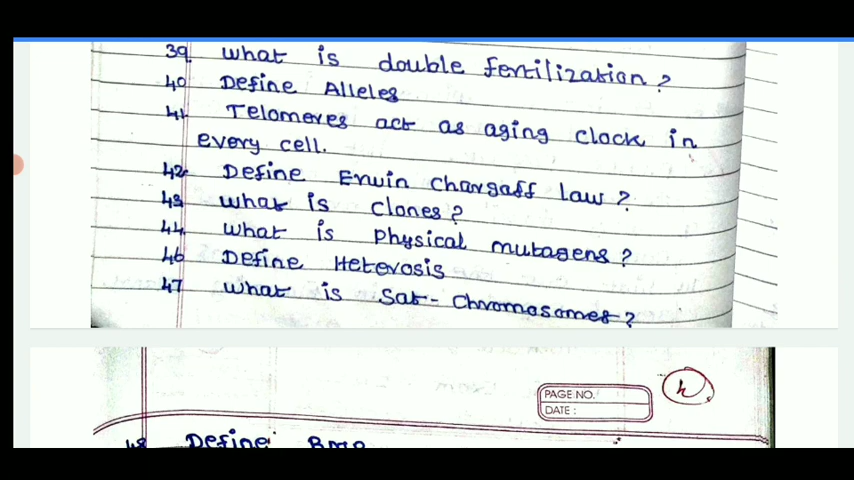 39 What is double fertilization?
40 Define Alleles
41 Telomeres act as aging clock in
every cell.
42 Define Erwin Chargaff law?
43 What is clones?
44. What is physical mutagens?
46 Define Heterosis
47 What is Sat-Chromosomes?
PAGE NO.
DATE :
48 Define